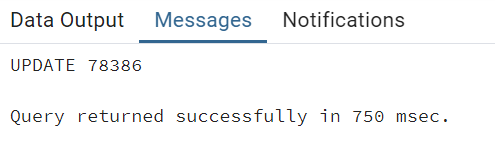 Data Output Messages Notifications
UPDATE 78386
Query returned successfully in 750 msec.